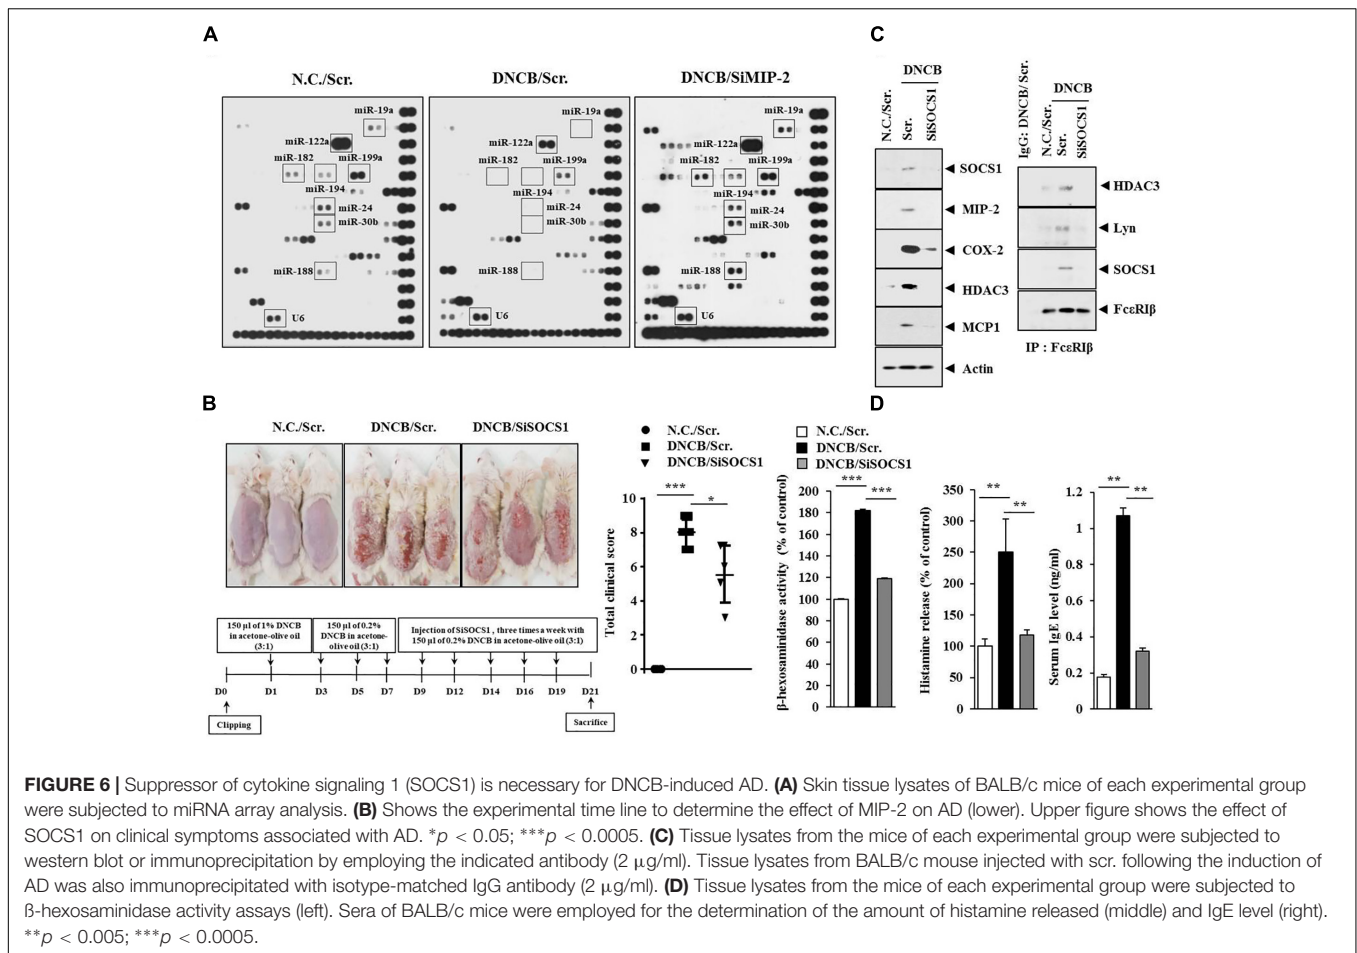 A
N.C./Scr.
DNCB/Scr.
DNCB/SiMIP-2
miR-19a
miR-122a
miR-182
miR-199a
miR-194
miR-24
miR-30b
miR-188
U6
miR-19a
miR-122a
miR-182
miR-199a
miR-194
miR-24
miR-30b
miR-188
U6
miR-19a
miR-122a
miR-182
miR-199a
miR-194
miR-24
miR-30b
miR-188
U6
C
DNCB
N.C./Scr.
Scr.
SiSOCS1
SOCS1
MIP-2
COX-2
HDAC3
MCP1
Actin
IgG: DNCB/Scr.
DNCB
N.C./Scr.
Scr.
SiSOCS1
HDAC3
Lyn
SOCS1
FcεRIβ
IP : FcεRIβ
B
N.C./Scr.
DNCB/Scr.
DNCB/SiSOCS1
150 µl of 1% DNCB
in acetone-olive oil
(3:1)
150 µl of 0.2%
DNCB in acetone-
olive oil (3:1)
Injection of SiSOCS1 , three times a week with
150 µl of 0.2% DNCB in acetone-olive oil (3:1)
D0
D1
D3
D5
D7
D9
D12
D14
D16
D19
D21
Clipping
Sacrifice
N.C./Scr.
DNCB/Scr.
DNCB/SiSOCS1
***
*
Total clinical score
10
8
6
4
2
0
D
N.C./Scr.
DNCB/Scr.
DNCB/SiSOCS1
***
***
β-hexosaminidase activity (% of control)
200
180
160
140
120
100
80
60
40
20
0
**
**
Histamine release (% of control)
350
300
250
200
150
100
50
0
**
**
Serum IgE level (ng/ml)
1.2
1
0.8
0.6
0.4
0.2
0
FIGURE 6 | Suppressor of cytokine signaling 1 (SOCS1) is necessary for DNCB-induced AD. (A) Skin tissue lysates of BALB/c mice of each experimental group
were subjected to miRNA array analysis. (B) Shows the experimental time line to determine the effect of MIP-2 on AD (lower). Upper figure shows the effect of
SOCS1 on clinical symptoms associated with AD. *p < 0.05; ***p < 0.0005. (C) Tissue lysates from the mice of each experimental group were subjected to
western blot or immunoprecipitation by employing the indicated antibody (2 µg/ml). Tissue lysates from BALB/c mouse injected with scr. following the induction of
AD was also immunoprecipitated with isotype-matched IgG antibody (2 µg/ml). (D) Tissue lysates from the mice of each experimental group were subjected to
ß-hexosaminidase activity assays (left). Sera of BALB/c mice were employed for the determination of the amount of histamine released (middle) and IgE level (right).
**p < 0.005; ***p < 0.0005.